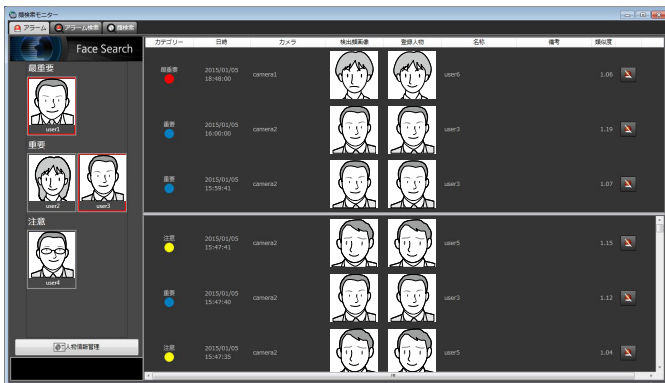 顔検索モニター
アラーム アラーム検索 顔検索
Face Search
最重要
user1
重要
user2 user3
注意
user4
人物情報管理
カテゴリー 日時 カメラ 検出顔画像 登録人物 名称 備考 類似度
最重要 2015/01/05 18:48:00 camera1 user6 1.06
重要 2015/01/05 16:00:00 camera2 user3 1.19
重要 2015/01/05 15:59:41 camera2 user3 1.07
注意 2015/01/05 15:47:41 camera2 user5 1.15
重要 2015/01/05 15:47:40 camera2 user3 1.12
注意 2015/01/05 15:47:35 camera2 user5 1.04